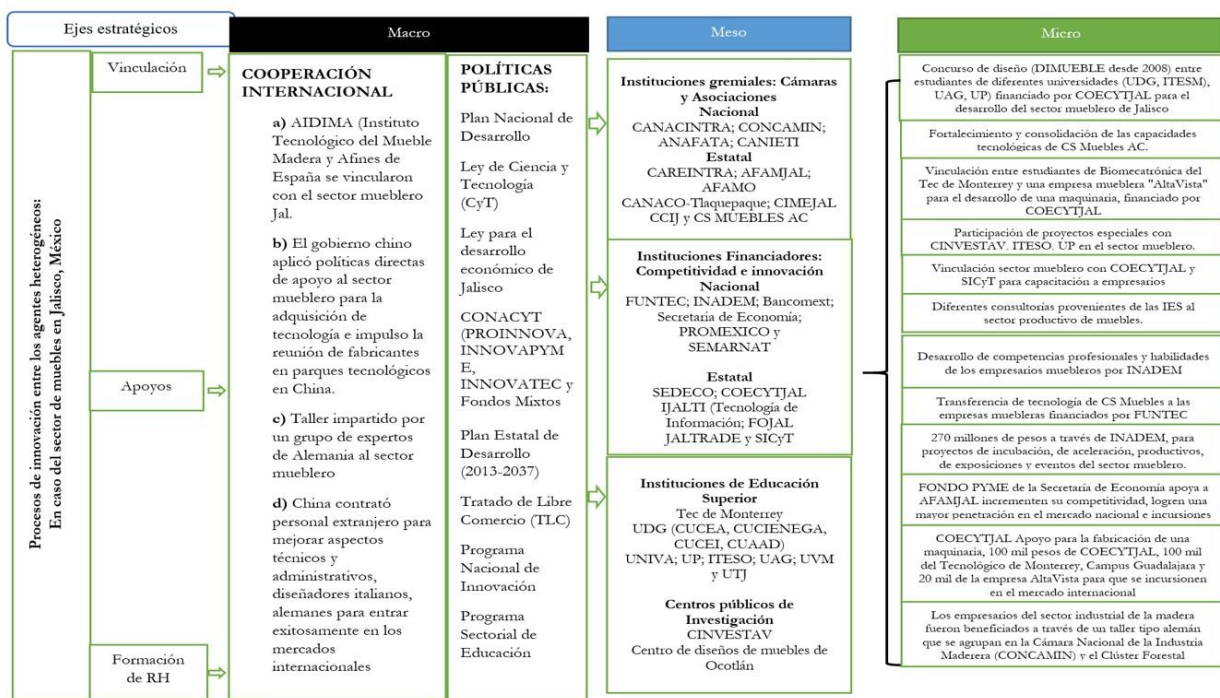 Ejes estratégicos
Procesos de innovación entre los agentes heterogéneos:
En caso del sector de muebles en Jalisco, México
Vinculación
Apoyos
Formación
de RH
Macro
COOPERACIÓN
INTERNACIONAL
a) AIDIMA (Instituto
Tecnológico del Mueble
Madera y Afines de
España se vincularon
con el sector mueblero
Jal.
b) El gobierno chino
aplicó políticas directas
de apoyo al sector
mueblero para la
adquisición de
tecnología e impulso la
reunión de fabricantes
en parques tecnológicos
en China.
c) Taller impartido por
un grupo de expertos
de Alemania al sector
mueblero
d) China contrató
personal extranjero para
mejorar aspectos
técnicos y
administrativos,
diseñadores italianos,
alemanes para entrar
exitosamente en los
mercados
internacionales
POLÍTICAS
PÚBLICAS:
Plan Nacional de
Desarrollo
Ley de Ciencia y
Tecnología
(CyT)
Ley para el
desarrollo
económico de
Jalisco
CONACYT
(PROINNOVA,
INNOVAPYM
E,
INNOVATEC y
Fondos Mixtos
Plan Estatal de
Desarrollo
(2013-2037)
Tratado de Libre
Comercio (TLC)
Programa
Nacional de
Innovación
Programa
Sectorial de
Educación
Meso
Instituciones gremiales: Cámaras
y Asociaciones
Nacional
CANACINTRA; CONCAMIN;
ANAFATA; CANIETI
Estatal
CAREINTRA; AFAMJAL;
AFAMO
CANACO-Tlaquepaque; CIMEJAL
CCIJ y CS MUEBLES AC
Instituciones Financiadores:
Competitividad e innovación
Nacional
FUNTEC; INADEM; Bancomext;
Secretaria de Economía;
PROMEXICO y
SEMARNAT
Estatal
SEDECO; COECYTJAL
IJALTI (Tecnología de
Información; FOJAL
JALTRADE y SICyT
Instituciones de Educación
Superior
Tec de Monterrey
UDG (CUCEA, CUCIENEGA,
CUCEI, CUAAD)
UNIVA; UP; ITESO; UAG; UVM
y UTJ
Centros públicos de
Investigación
CINVESTAV
Centro de diseños de muebles de
Ocotlán
Micro
Concurso de diseño (DIMUEBLE desde 2008) entre
estudiantes de diferentes universidades (UDG, ITESM),
UAG, UP) financiado por COECYTJAL para el
desarrollo del sector mueblero de Jalisco
Fortalecimiento y consolidación de las capacidades
tecnológicas de CS Muebles AC.
Vinculación entre estudiantes de Biomecatrónica del
Tec de Monterrey y una empresa mueblera "AltaVista"
para el desarrollo de una maquinaria, financiado por
COECYTJAL
Participación de proyectos especiales con
CINVESTAV. ITESO. UP en el sector mueblero.
Vinculación sector mueblero con COECYTJAL y
SICyT para capacitación a empresarios
Diferentes consultorías provenientes de las IES al
sector productivo de muebles.
Desarrollo de competencias profesionales y habilidades
de los empresarios muebleros por INADEM
Transferencia de tecnología de CS Muebles a las
empresas muebleras financiados por FUNTEC
270 millones de pesos a través de INADEM, para
proyectos de incubación, de aceleración, productivos,
de exposiciones y eventos del sector mueblero.
FONDO PYME de la Secretaría de Economía apoya a
AFAMJAL incrementen su competitividad, logren una
mayor penetración en el mercado nacional e incursiones
COECYTJAL Apoyo para la fabricación de una
maquinaria, 100 mil pesos de COECYTJAL, 100 mil
del Tecnológico de Monterrey, Campus Guadalajara y
20 mil de la empresa AltaVista para que se incursionen
en el mercado internacional
Los empresarios del sector industrial de la madera
fueron beneficiados a través de un taller tipo alemán
que se agrupan en la Cámara Nacional de la Industria
Maderera (CONCAMIN) y el Clúster Forestal